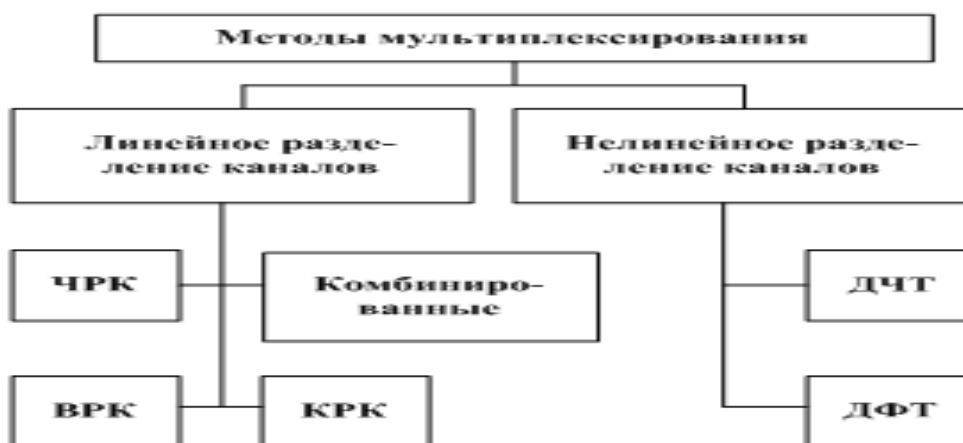 Методы мультиплексирования
Линейное разде-
ление каналов
Нелинейное разде-
ление каналов
ЧРК
Комбиниро-
ванные
ДЧТ
ВРК
КРК
ДФТ